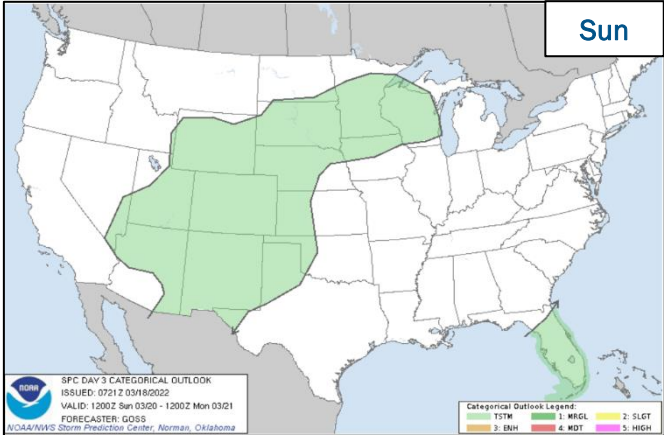 Sun
SPC DAY 3 CATEGORICAL OUTLOOK
ISSUED: 0721Z 03/18/2022
VALID: 1200Z Sun 03/20 - 1200Z Mon 03/21
FORECASTER: GOSS
NOAA/NWS Storm Prediction Center, Norman, Oklahoma
NOAA
Categorical Outlook Legend:
TSTM 1: MRGL 2: SLGT
3: ENH 4: MDT 5: HIGH